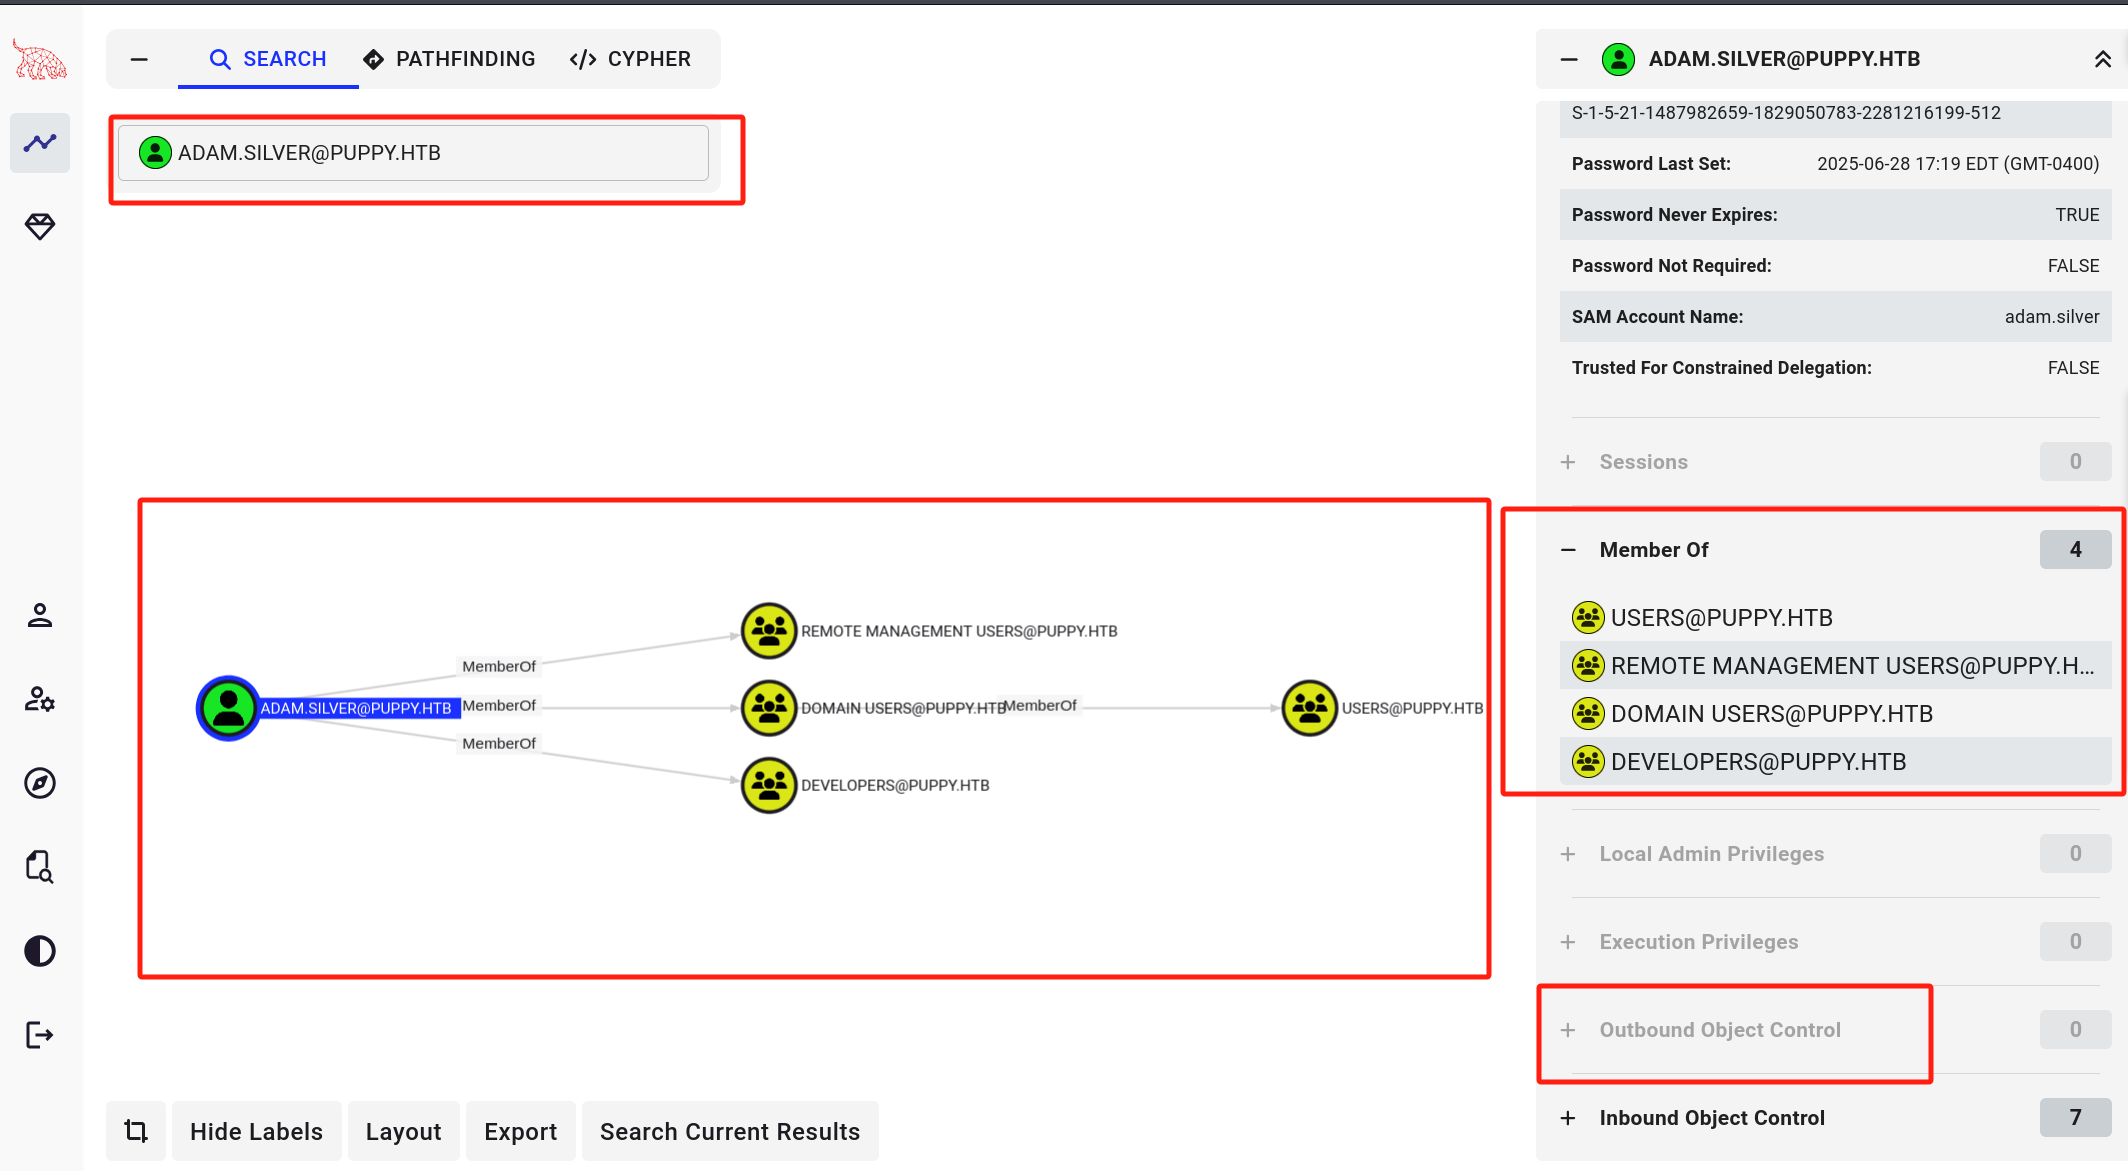 SEARCH
PATHFINDING
CYPHER
ADAM.SILVER@PUPPY.HTB
MemberOf
REMOTE MANAGEMENT USERS@PUPPY.HTB
ADAM.SILVER@PUPPY.HTB
MemberOf
DOMAIN USERS@PUPPY.HTB
MemberOf
USERS@PUPPY.HTB
MemberOf
DEVELOPERS@PUPPY.HTB
Hide Labels
Layout
Export
Search Current Results
ADAM.SILVER@PUPPY.HTB
S-1-5-21-1487982659-1829050783-2281216199-512
Password Last Set: 2025-06-28 17:19 EDT (GMT-0400)
Password Never Expires: TRUE
Password Not Required: FALSE
SAM Account Name: adam.silver
Trusted For Constrained Delegation: FALSE
Sessions 0
Member Of 4
USERS@PUPPY.HTB
REMOTE MANAGEMENT USERS@PUPPY.H...
DOMAIN USERS@PUPPY.HTB
DEVELOPERS@PUPPY.HTB
Local Admin Privileges 0
Execution Privileges 0
Outbound Object Control 0
Inbound Object Control 7